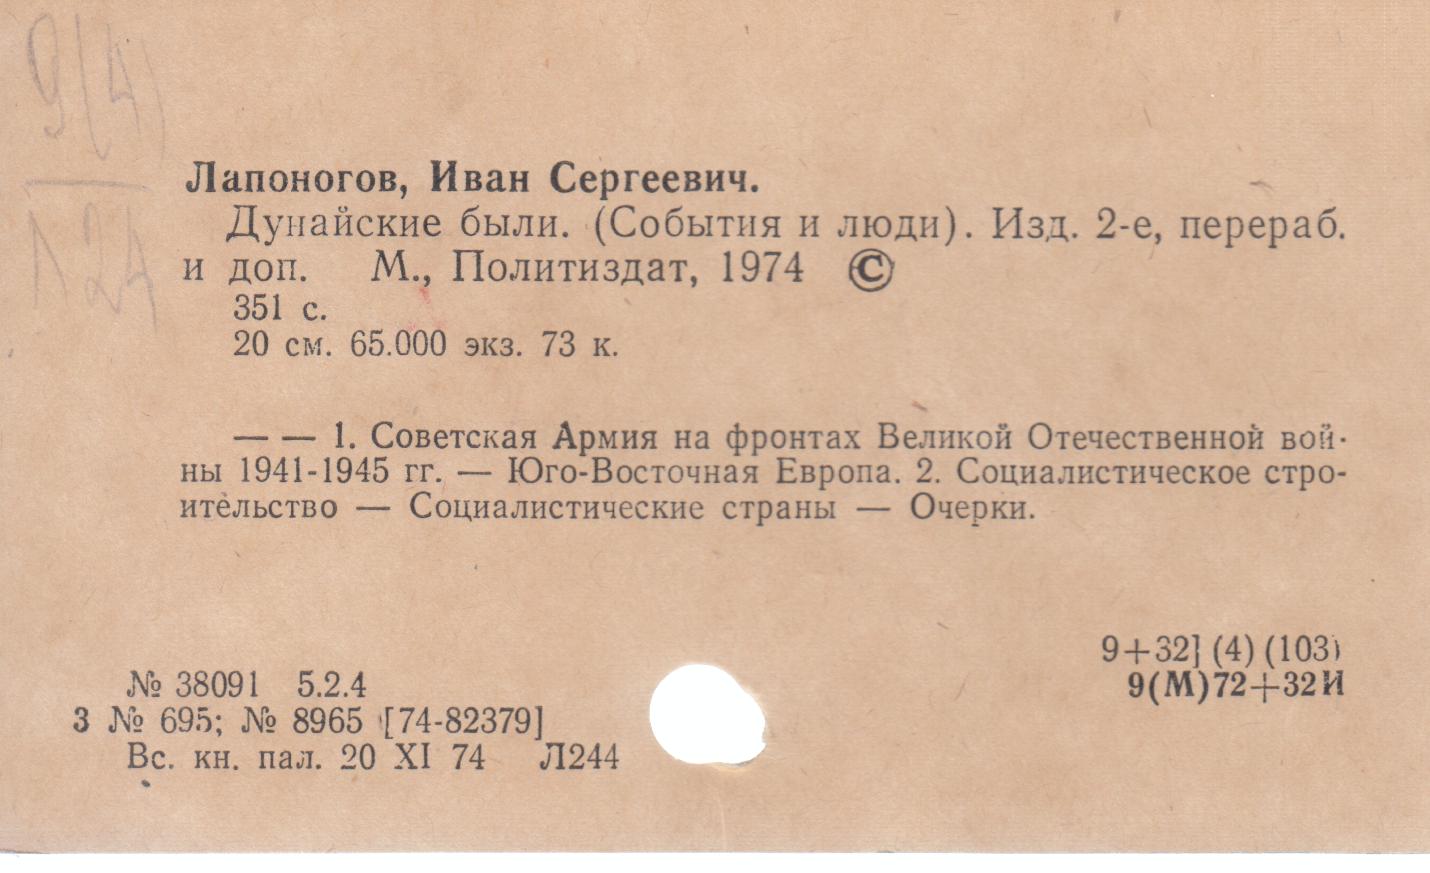 9(4)
Л24
Лапоногов, Иван Сергеевич.
Дунайские были. (События и люди). Изд. 2-е, перераб.
и доп. М., Политиздат, 1974 ©
351 с.
20 см. 65.000 экз. 73 к.
— — 1. Советская Армия на фронтах Великой Отечественной вой-
ны 1941-1945 гг. — Юго-Восточная Европа. 2. Социалистическое стро-
ительство — Социалистические страны — Очерки.
9+32] (4) (103)
№ 38091 5.2.4
9(М)72+32И
3 № 695; № 8965 [74-82379]
Вс. кн. пал. 20 XI 74 Л244